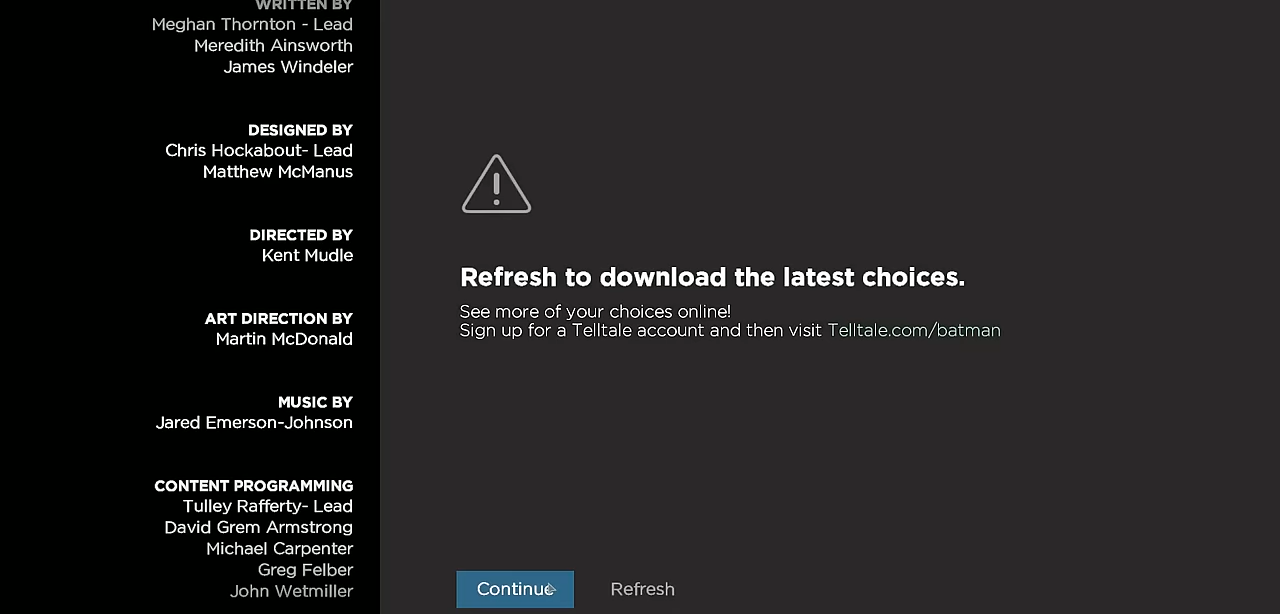 WRITTEN BY
Meghan Thornton - Lead
Meredith Ainsworth
James Windeler
DESIGNED BY
Chris Hockabout- Lead
Matthew McManus
DIRECTED BY
Kent Mudle
ART DIRECTION BY
Martin McDonald
MUSIC BY
Jared Emerson-Johnson
CONTENT PROGRAMMING
Tulley Rafferty- Lead
David Grem Armstrong
Michael Carpenter
Greg Felber
John Wetmiller
Refresh to download the latest choices.
See more of your choices online!
Sign up for a Telltale account and then visit Telltale.com/batman
Continue
Refresh